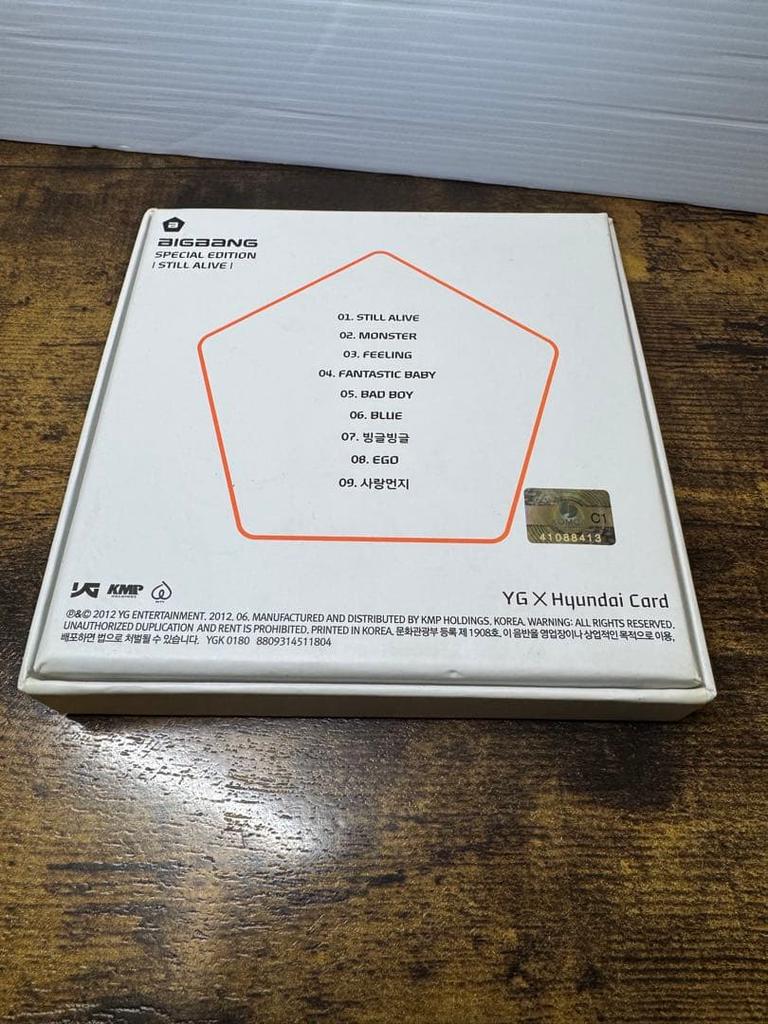 BIGBANG
SPECIAL EDITION
| STILL ALIVE |
01. STILL ALIVE
02. MONSTER
03. FEELING
04. FANTASTIC BABY
05. BAD BOY
06. BLUE
07. 빙글빙글
08. EGO
09. 사랑먼지
C1
41088413
YG KMP
YG X Hyundai Card
℗&© 2012 YG ENTERTAINMENT. 2012. 06. MANUFACTURED AND DISTRIBUTED BY KMP HOLDINGS, KOREA. WARNING: ALL RIGHTS RESERVED.
UNAUTHORIZED DUPLICATION AND RENT IS PROHIBITED. PRINTED IN KOREA. 문화관광부 등록 제 1908호. 이 음반을 영업장이나 상업적인 목적으로 이용,
배포하면 법으로 처벌될 수 있습니다. YGK 0180 8809314511804